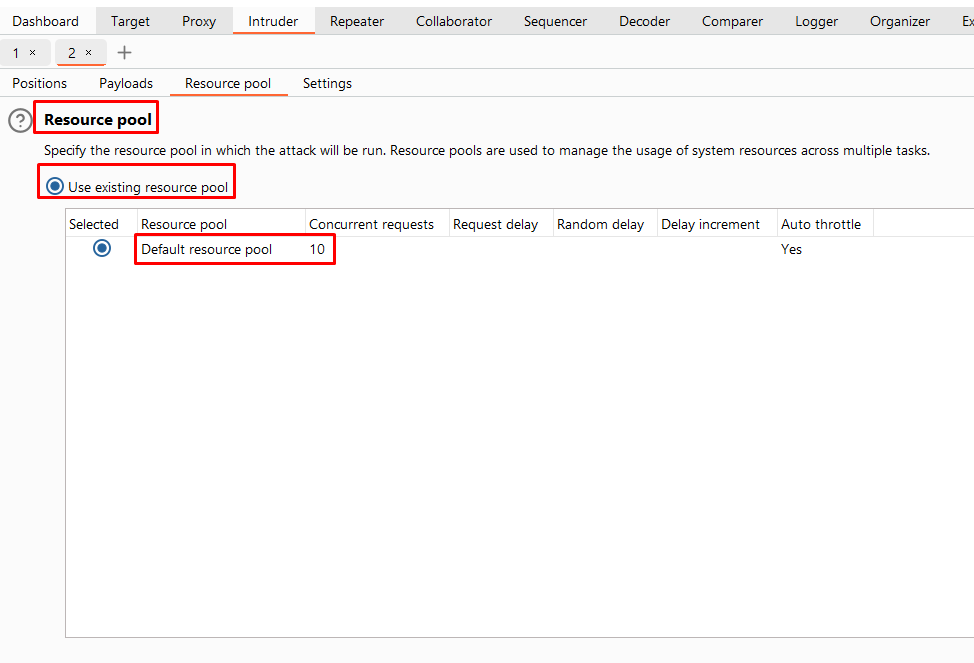 Dashboard Target Proxy Intruder Repeater Collaborator Sequencer Decoder Comparer Logger Organizer Ex
1 × 2 × +
Positions Payloads Resource pool Settings
? Resource pool
Specify the resource pool in which the attack will be run. Resource pools are used to manage the usage of system resources across multiple tasks.
Use existing resource pool
Selected Resource pool Concurrent requests Request delay Random delay Delay increment Auto throttle
Default resource pool 10 Yes